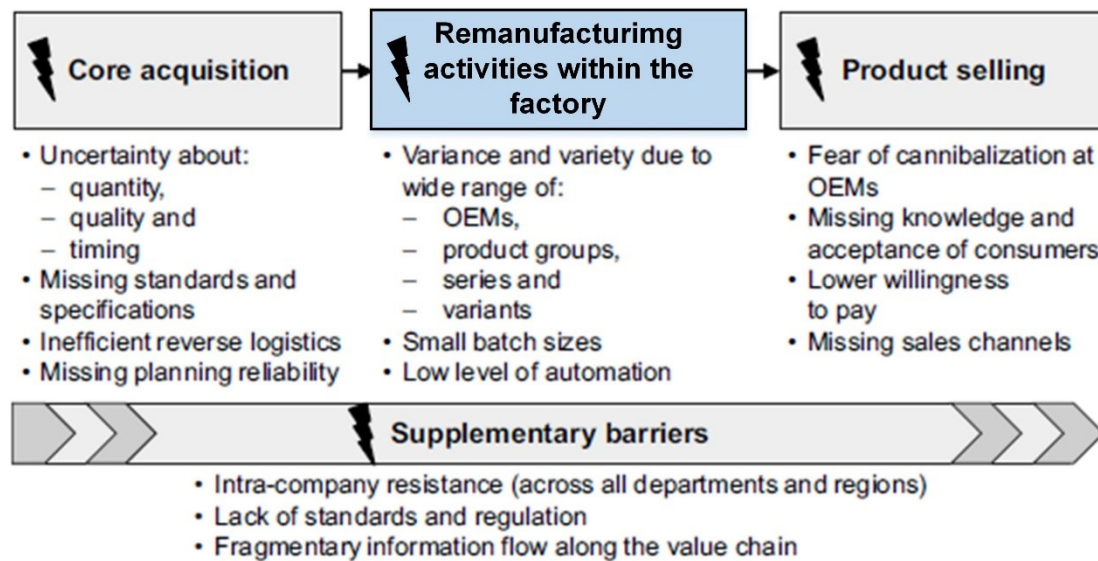 Core acquisition
• Uncertainty about:
– quantity,
– quality and
– timing
• Missing standards and
specifications
• Inefficient reverse logistics
• Missing planning reliability
Remanufacturimg
activities within the
factory
• Variance and variety due to
wide range of:
– OEMs,
– product groups,
– series and
– variants
• Small batch sizes
• Low level of automation
Product selling
• Fear of cannibalization at
OEMs
• Missing knowledge and
acceptance of consumers
• Lower willingness
to pay
• Missing sales channels
Supplementary barriers
• Intra-company resistance (across all departments and regions)
• Lack of standards and regulation
• Fragmentary information flow along the value chain